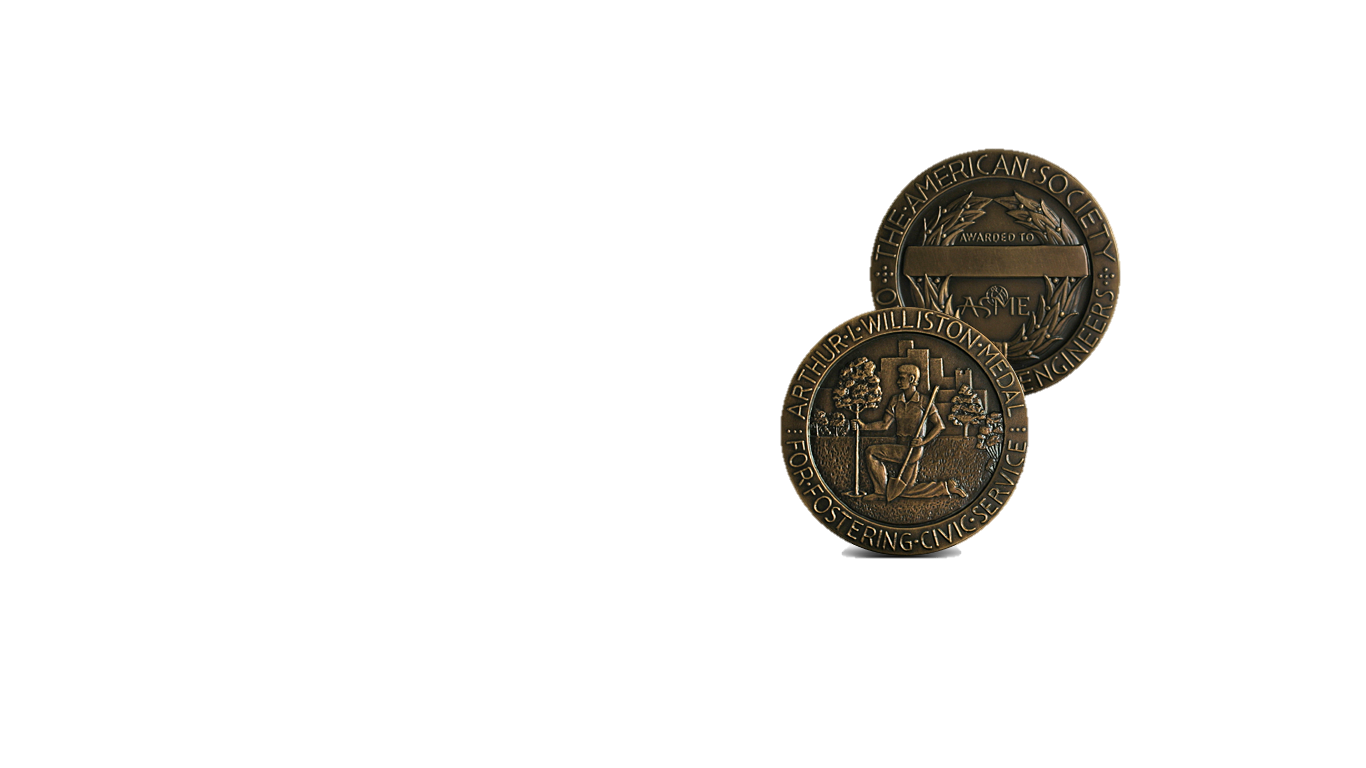 THE·AMERICAN·SOCIETY
O
ENGINEERS
AWARDED TO
ASME
ARTHUR·L·WILLISTON·MEDAL
FOR·FOSTERING·CIVIC·SERVICE